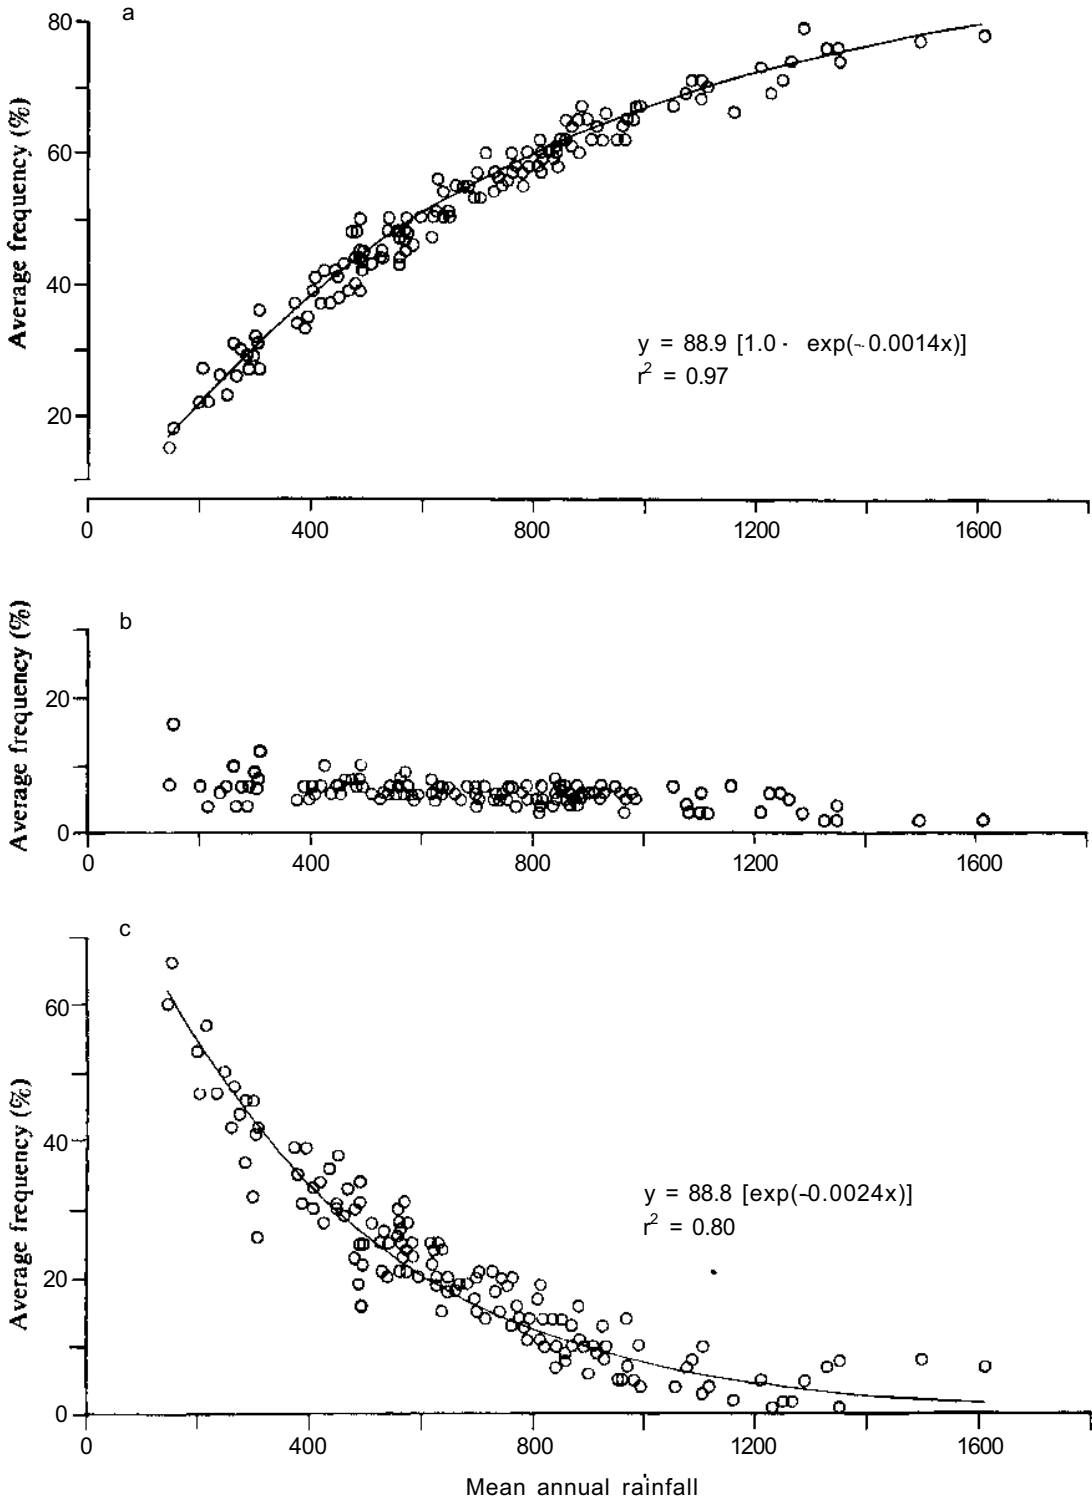 a
80
60
40
20
Average frequency (%)
y = 88.9 [1.0 - exp(-0.0014x)]
r² = 0.97
0 400 800 1200 1600
b
20
0
Average frequency (%)
0 400 800 1200 1600
c
60
40
20
0
Average frequency (%)
y = 88.8 [exp(-0.0024x)]
r² = 0.80
0 400 800 1200 1600
Mean annual rainfall